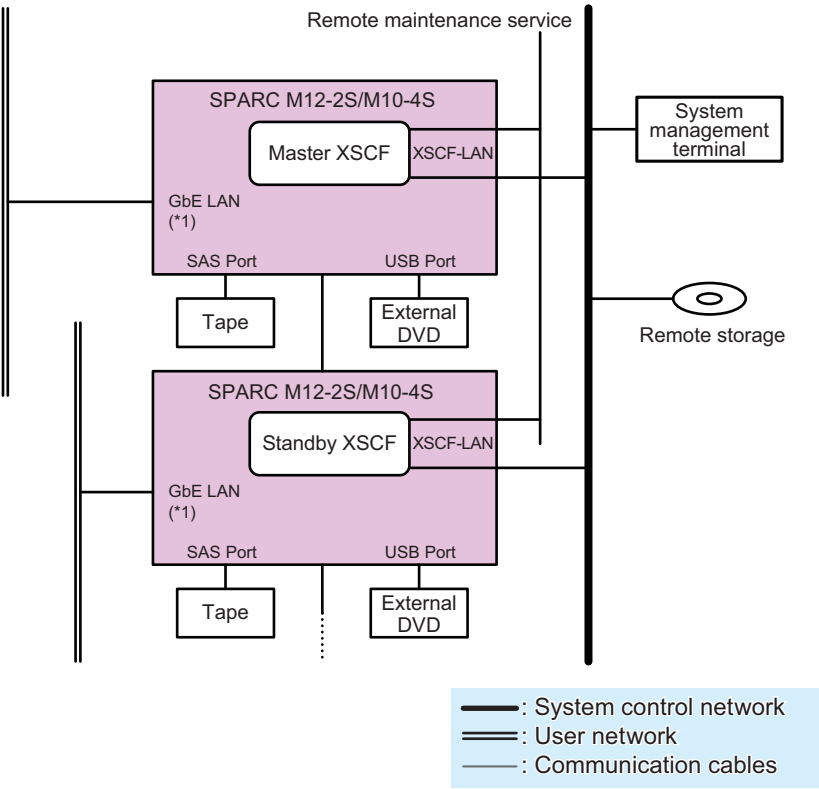 Remote maintenance service
SPARC M12-2S/M10-4S
Master XSCF
XSCF-LAN
GbE LAN
(*1)
SAS Port
USB Port
Tape
External
DVD
System
management
terminal
Remote storage
SPARC M12-2S/M10-4S
Standby XSCF
XSCF-LAN
GbE LAN
(*1)
SAS Port
USB Port
Tape
External
DVD
: System control network
: User network
: Communication cables